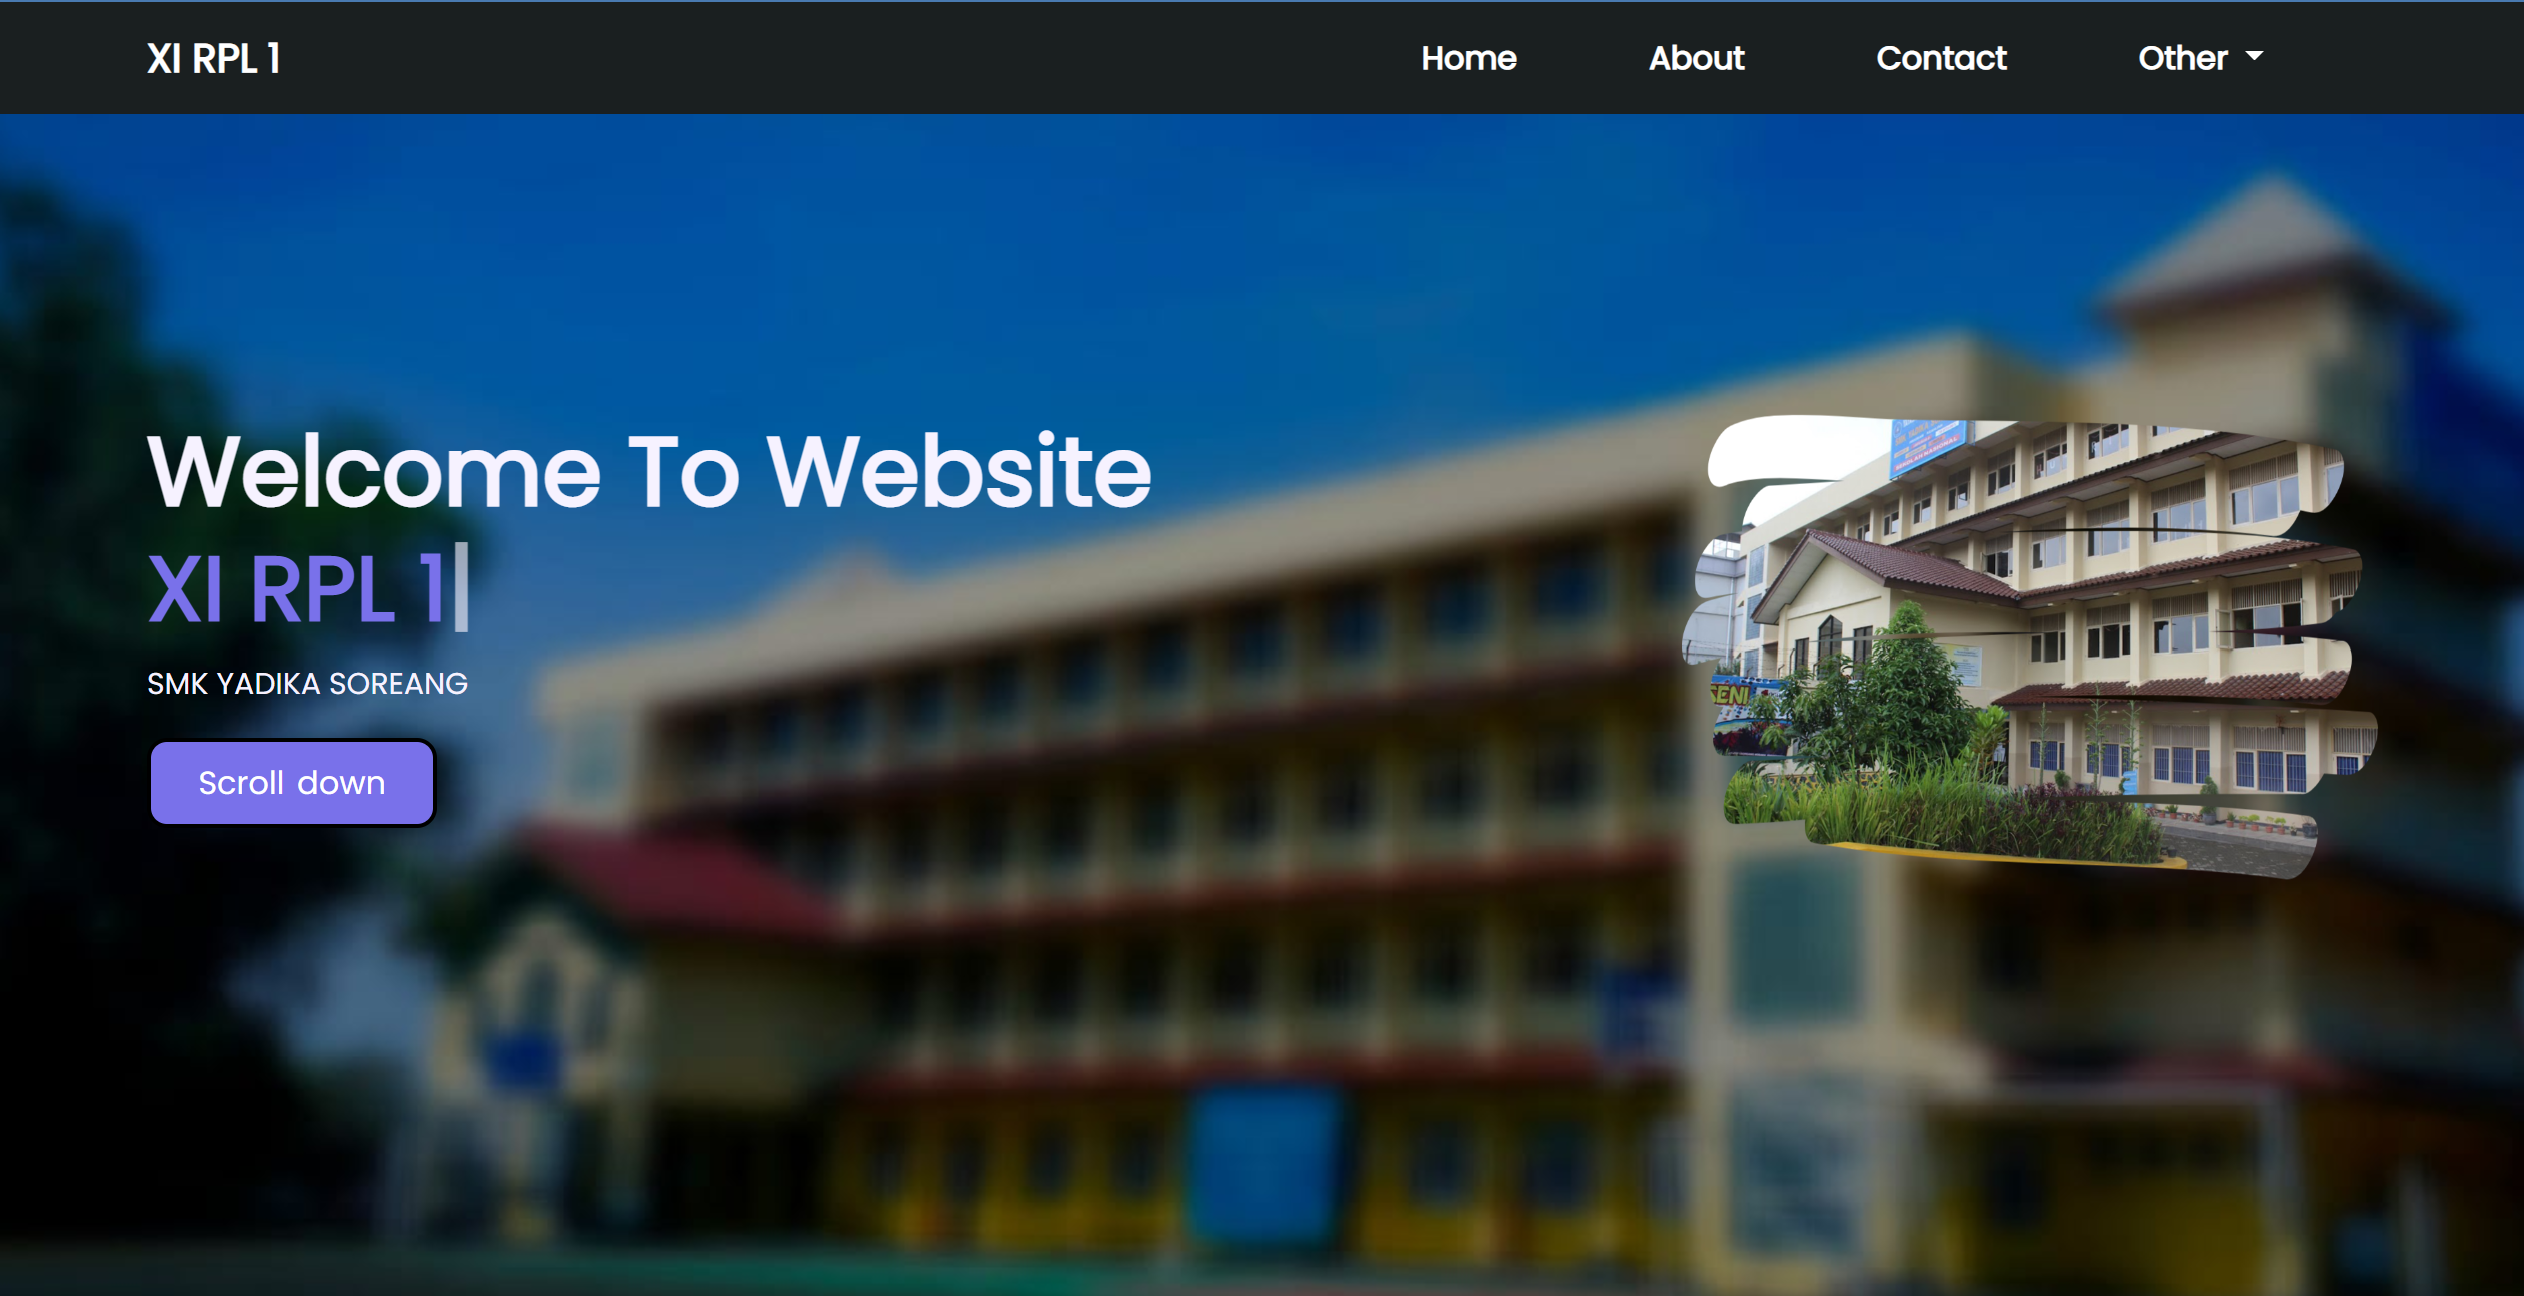 XI RPL 1
Home About Contact Other
Welcome To Website
XI RPL 1
SMK YADIKA SOREANG
Scroll down
SENI